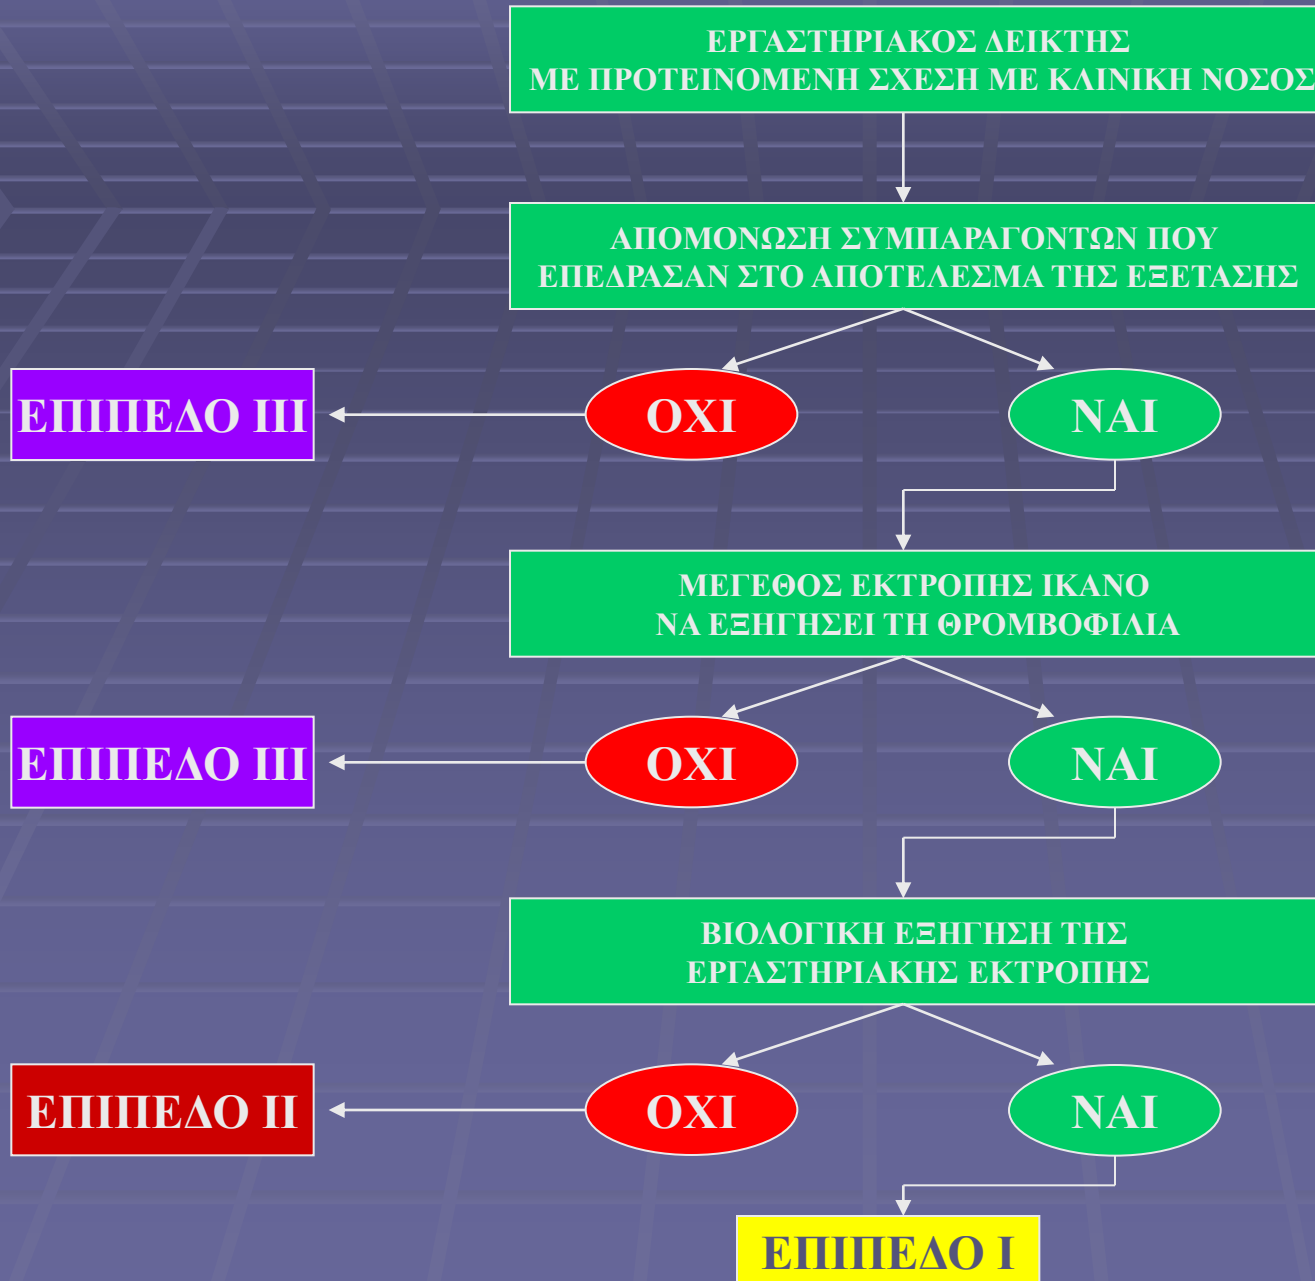 ΕΡΓΑΣΤΗΡΙΑΚΟΣ ΔΕΙΚΤΗΣ
ΜΕ ΠΡΟΤΕΙΝΟΜΕΝΗ ΣΧΕΣΗ ΜΕ ΚΛΙΝΙΚΗ ΝΟΣΟΣ
ΑΠΟΜΟΝΩΣΗ ΣΥΜΠΑΡΑΓΟΝΤΩΝ ΠΟΥ
ΕΠΕΔΡΑΣΑΝ ΣΤΟ ΑΠΟΤΕΛΕΣΜΑ ΤΗΣ ΕΞΕΤΑΣΗΣ
ΕΠΙΠΕΔΟ ΙΙΙ
ΟΧΙ
ΝΑΙ
ΜΕΓΕΘΟΣ ΕΚΤΡΟΠΗΣ ΙΚΑΝΟ
ΝΑ ΕΞΗΓΗΣΕΙ ΤΗ ΘΡΟΜΒΟΦΙΛΙΑ
ΕΠΙΠΕΔΟ ΙΙΙ
ΟΧΙ
ΝΑΙ
ΒΙΟΛΟΓΙΚΗ ΕΞΗΓΗΣΗ ΤΗΣ
ΕΡΓΑΣΤΗΡΙΑΚΗΣ ΕΚΤΡΟΠΗΣ
ΕΠΙΠΕΔΟ ΙΙ
ΟΧΙ
ΝΑΙ
ΕΠΙΠΕΔΟ Ι